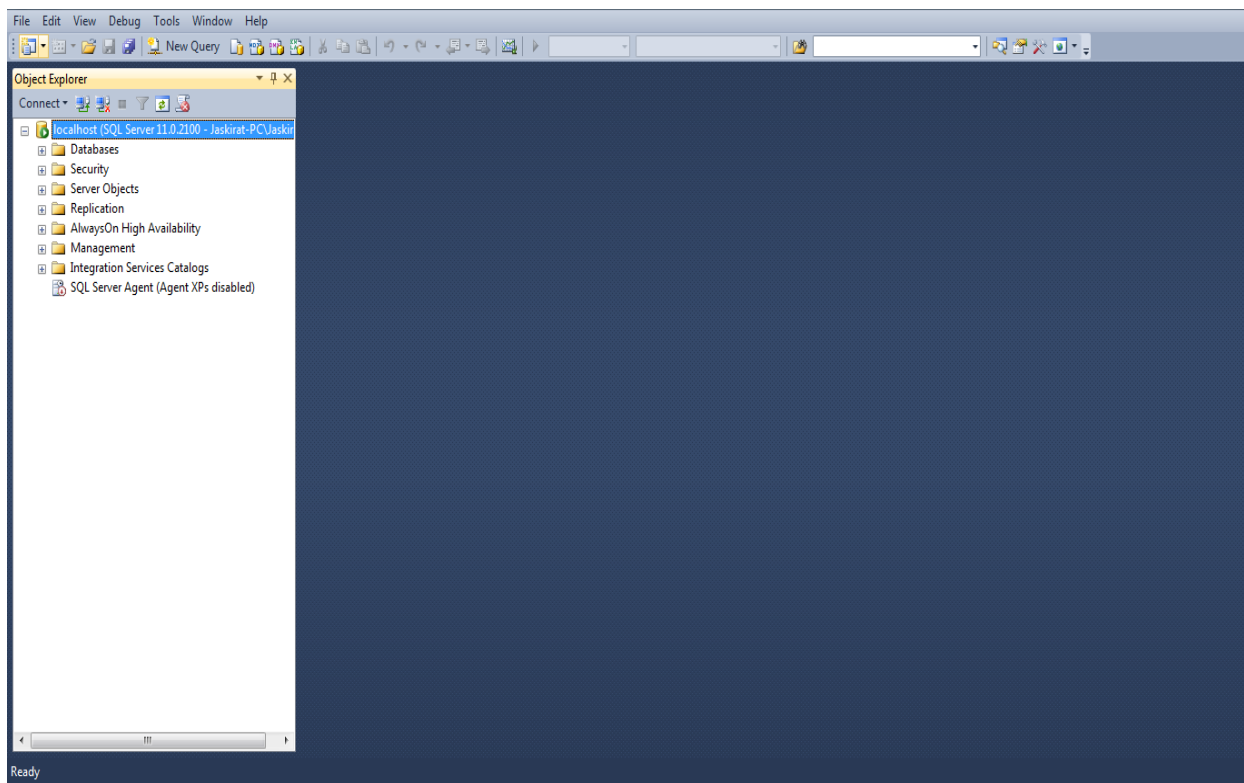 File Edit View Debug Tools Window Help
New Query
Object Explorer
Connect
localhost (SQL Server 11.0.2100 - Jaskirat-PC\Jaskir
Databases
Security
Server Objects
Replication
AlwaysOn High Availability
Management
Integration Services Catalogs
SQL Server Agent (Agent XPs disabled)
Ready